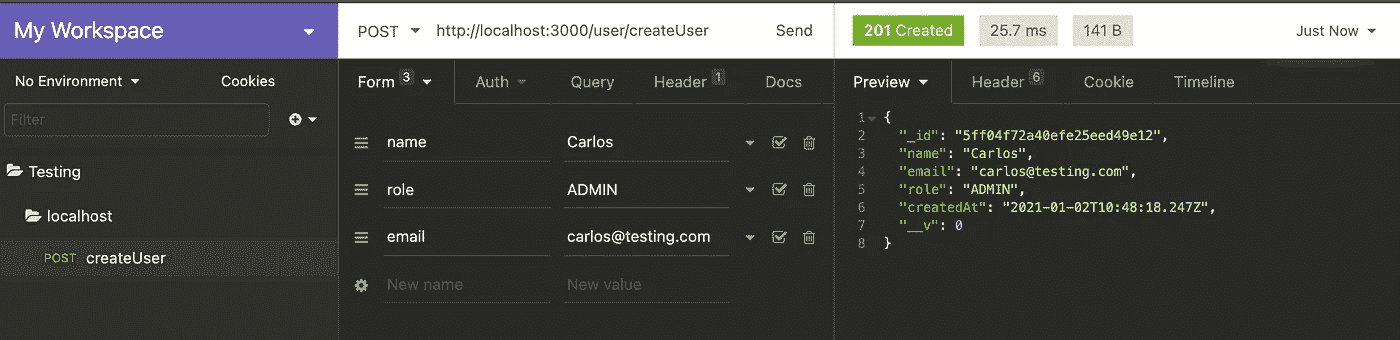 My Workspace
POST http://localhost:3000/user/createUser Send
201 Created 25.7 ms 141 B Just Now
No Environment Cookies
Filter
Testing
localhost
POST createUser
Form 3 Auth Query Header 1 Docs
name Carlos
role ADMIN
email carlos@testing.com
New name New value
Preview Header 6 Cookie Timeline
1 {
2 "_id": "5ff04f72a40efe25eed49e12",
3 "name": "Carlos",
4 "email": "carlos@testing.com",
5 "role": "ADMIN",
6 "createdAt": "2021-01-02T10:48:18.247Z",
7 "__v": 0
8 }